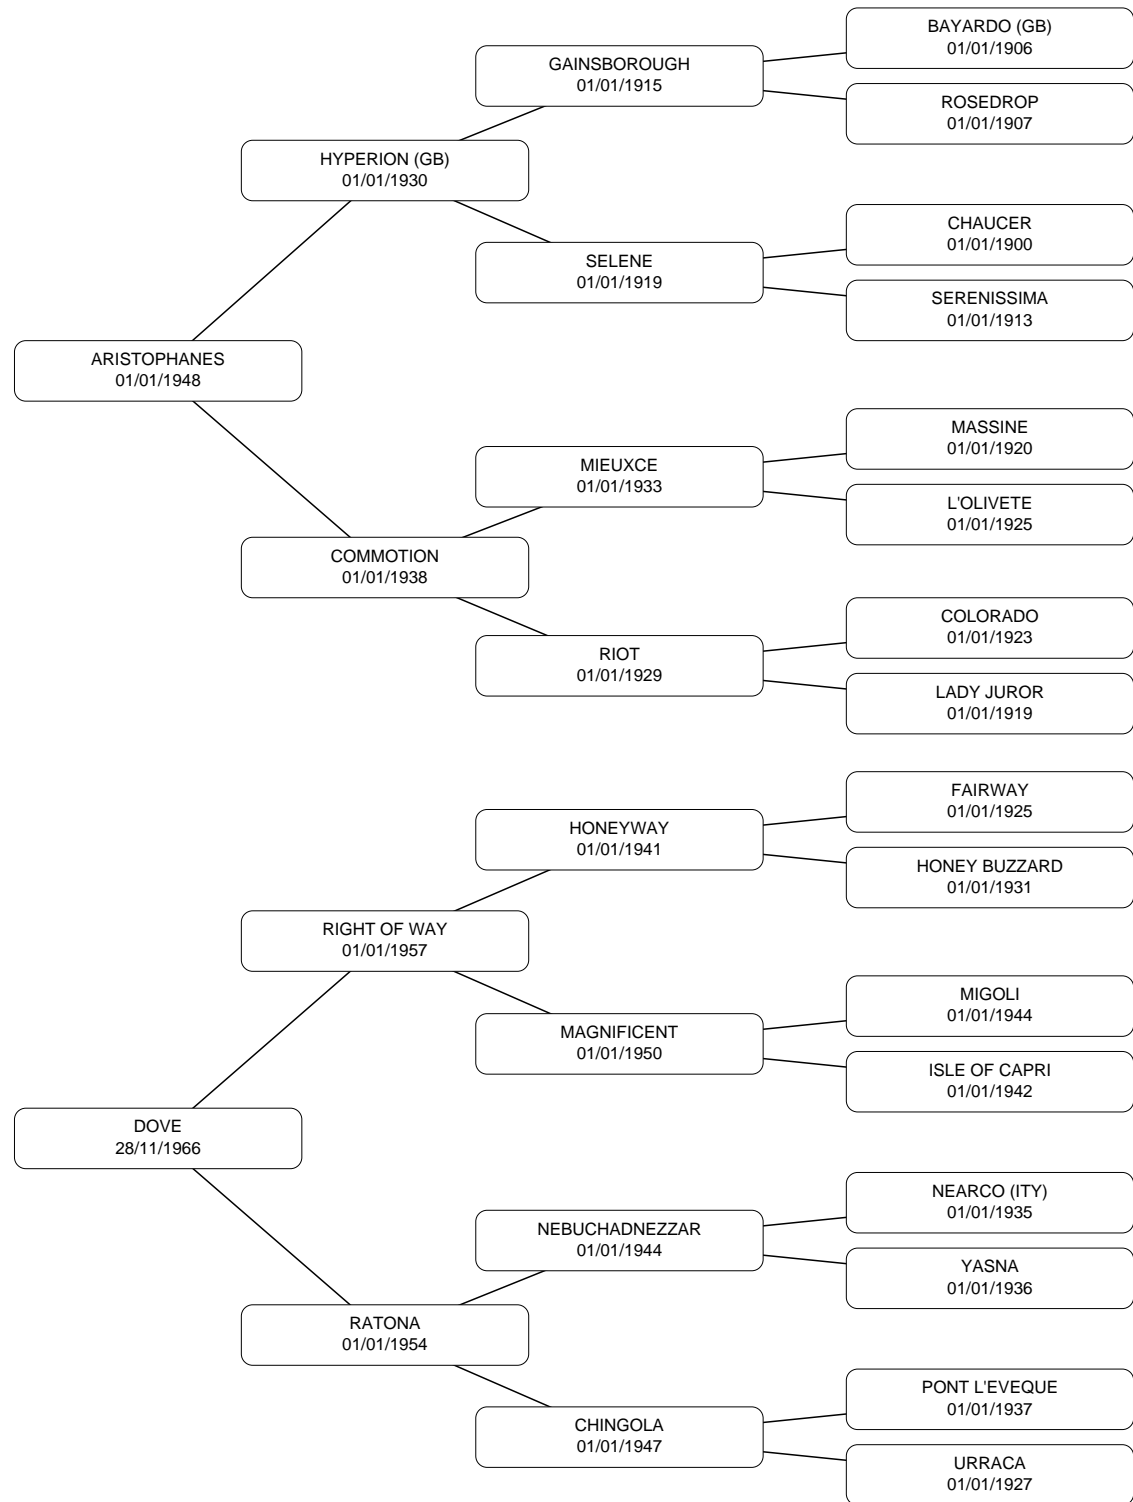 BAYARDO (GB)
01/01/1906
GAINSBOROUGH
01/01/1915
ROSEDROP
01/01/1907
HYPERION (GB)
01/01/1930
CHAUCER
01/01/1900
SELENE
01/01/1919
SERENISSIMA
01/01/1913
ARISTOPHANES
01/01/1948
MASSINE
01/01/1920
MIEUXCE
01/01/1933
L'OLIVETE
01/01/1925
COMMOTION
01/01/1938
COLORADO
01/01/1923
RIOT
01/01/1929
LADY JUROR
01/01/1919
FAIRWAY
01/01/1925
HONEYWAY
01/01/1941
HONEY BUZZARD
01/01/1931
RIGHT OF WAY
01/01/1957
MIGOLI
01/01/1944
MAGNIFICENT
01/01/1950
ISLE OF CAPRI
01/01/1942
DOVE
28/11/1966
NEARCO (ITY)
01/01/1935
NEBUCHADNEZZAR
01/01/1944
YASNA
01/01/1936
RATONA
01/01/1954
PONT L'EVEQUE
01/01/1937
CHINGOLA
01/01/1947
URRACA
01/01/1927